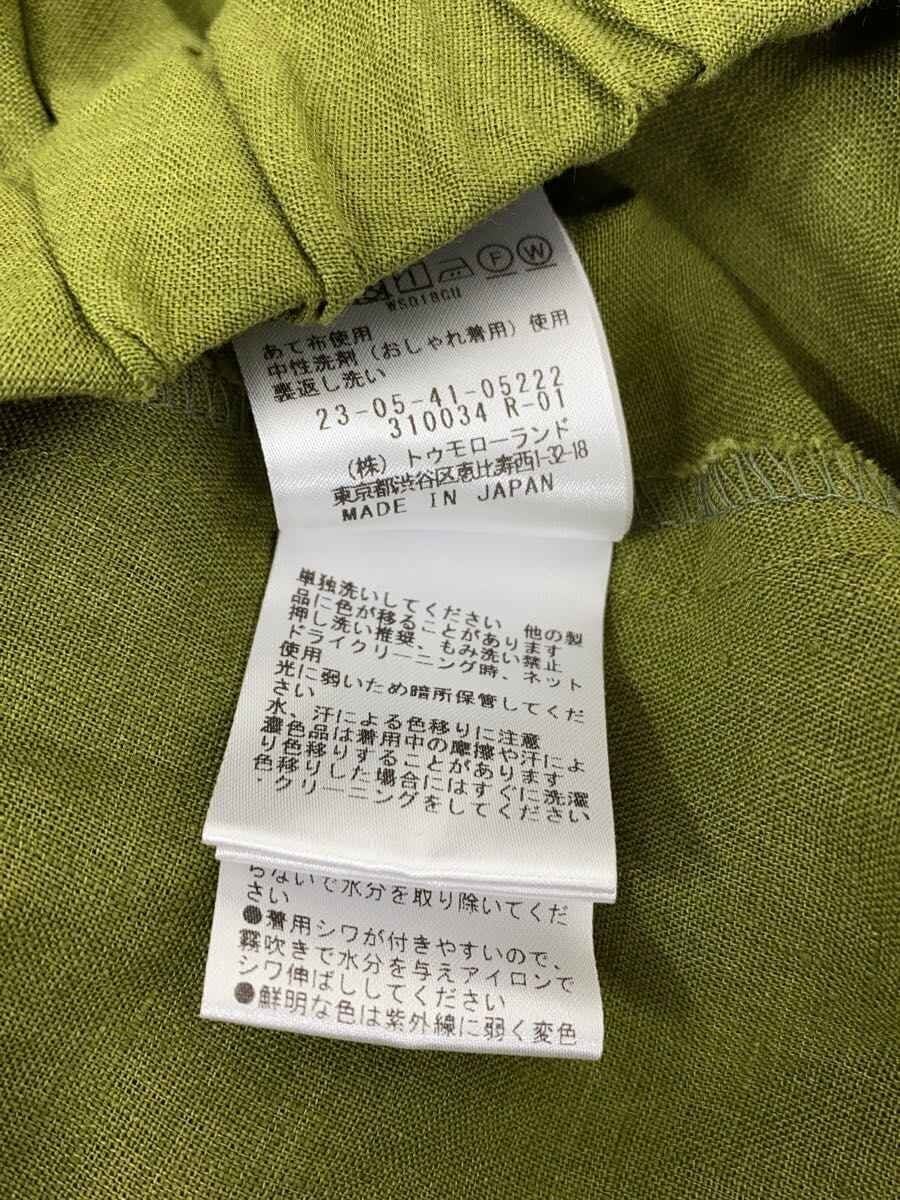 F W
WS018GU
あて布使用
中性洗剤（おしゃれ着用）使用
裏返し洗い
23-05-41-05222
310034 R-01
（株）トゥモローランド
東京都渋谷区恵比寿西1-32-18
MADE IN JAPAN
単独洗いしてください 他の製
品に色が移ることがあります
押し洗い推奨、もみ洗い禁止
ドライクリーニング時、ネット
使用
光に弱いため暗所保管してくだ
さい
水、汗による色移りに注意
濃色品は着用中の摩擦や汗によ
り色移りすることがあります
色移りした場合にはすぐに洗濯
・クリーニングをしてください
らないで水分を取り除いてくだ
さい
●着用シワが付きやすいので、
霧吹きで水分を与えアイロンで
シワ伸ばししてください
●鮮明な色は紫外線に弱く変色